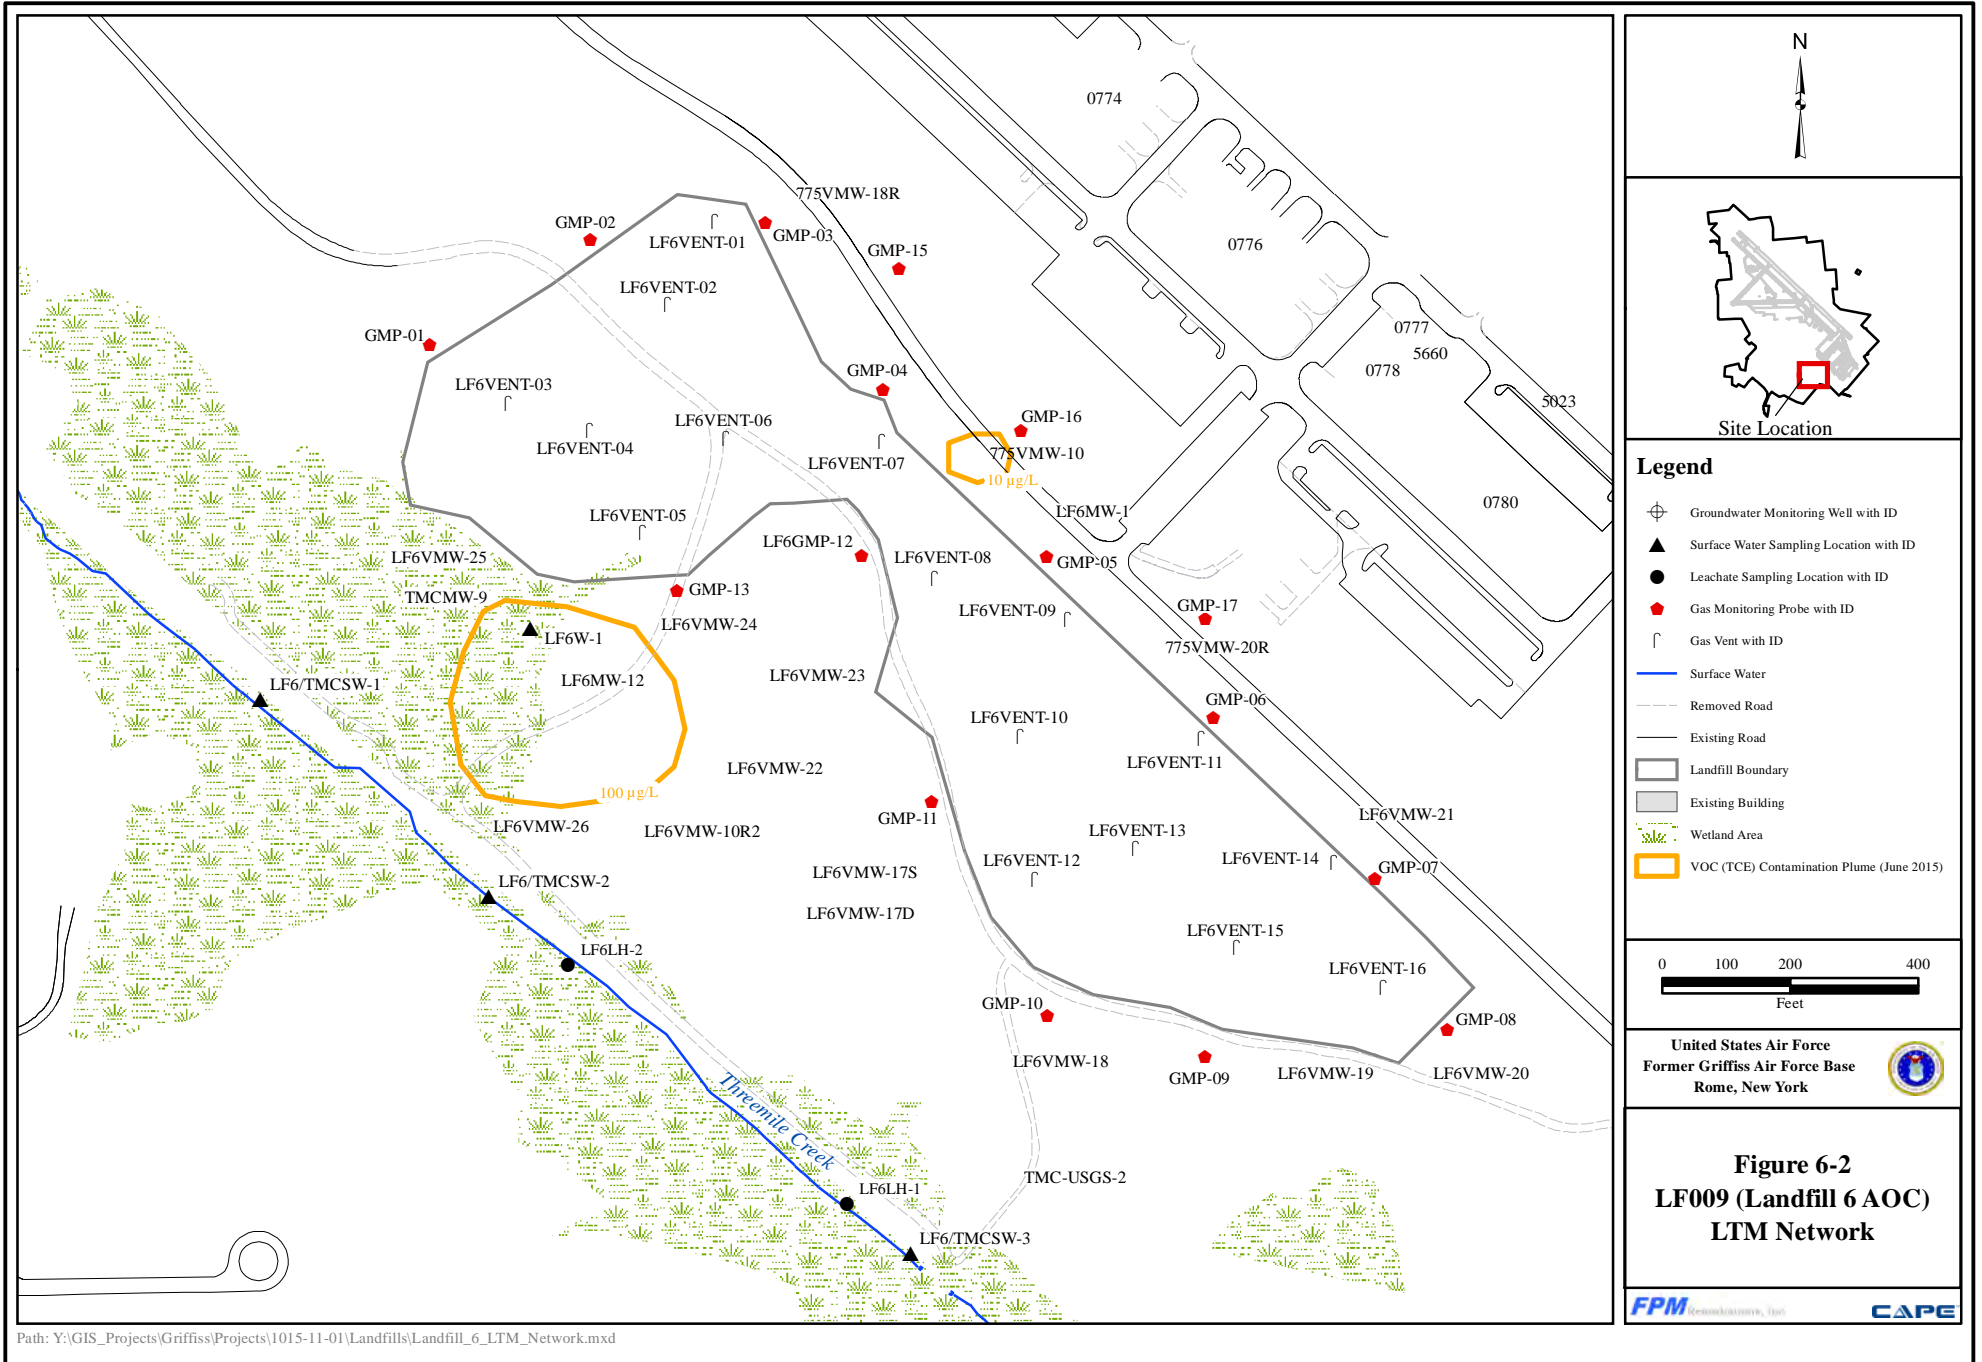 0774
775VMW-18R
GMP-02
GMP-03
LF6VENT-01
GMP-15
0776
LF6VENT-02
GMP-01
0777
5660
0778
GMP-04
LF6VENT-03
5023
GMP-16
LF6VENT-06
LF6VENT-04
775VMW-10
LF6VENT-07
10 µg/L
0780
LF6MW-1
LF6VENT-05
LF6GMP-12
LF6VMW-25
LF6VENT-08
GMP-05
GMP-13
TMCMW-9
LF6VENT-09
GMP-17
LF6VMW-24
LF6W-1
775VMW-20R
LF6VMW-23
LF6MW-12
LF6/TMCSW-1
GMP-06
LF6VENT-10
LF6VENT-11
LF6VMW-22
100 µg/L
LF6VMW-21
GMP-11
LF6VMW-26
LF6VMW-10R2
LF6VENT-13
LF6VENT-12
LF6VENT-14
GMP-07
LF6VMW-17S
LF6/TMCSW-2
LF6VMW-17D
LF6VENT-15
LF6LH-2
LF6VENT-16
GMP-10
GMP-08
LF6VMW-18
GMP-09
LF6VMW-19
LF6VMW-20
Threemile Creek
TMC-USGS-2
LF6LH-1
LF6/TMCSW-3
N
Site Location
Legend
Groundwater Monitoring Well with ID
Surface Water Sampling Location with ID
Leachate Sampling Location with ID
Gas Monitoring Probe with ID
Gas Vent with ID
Surface Water
Removed Road
Existing Road
Landfill Boundary
Existing Building
Wetland Area
VOC (TCE) Contamination Plume (June 2015)
0 100 200 400
Feet
United States Air Force
Former Griffiss Air Force Base
Rome, New York
Figure 6-2
LF009 (Landfill 6 AOC)
LTM Network
FPM Remediations, Inc
CAPE
Path: Y:\GIS_Projects\Griffiss\Projects\1015-11-01\Landfills\Landfill_6_LTM_Network.mxd